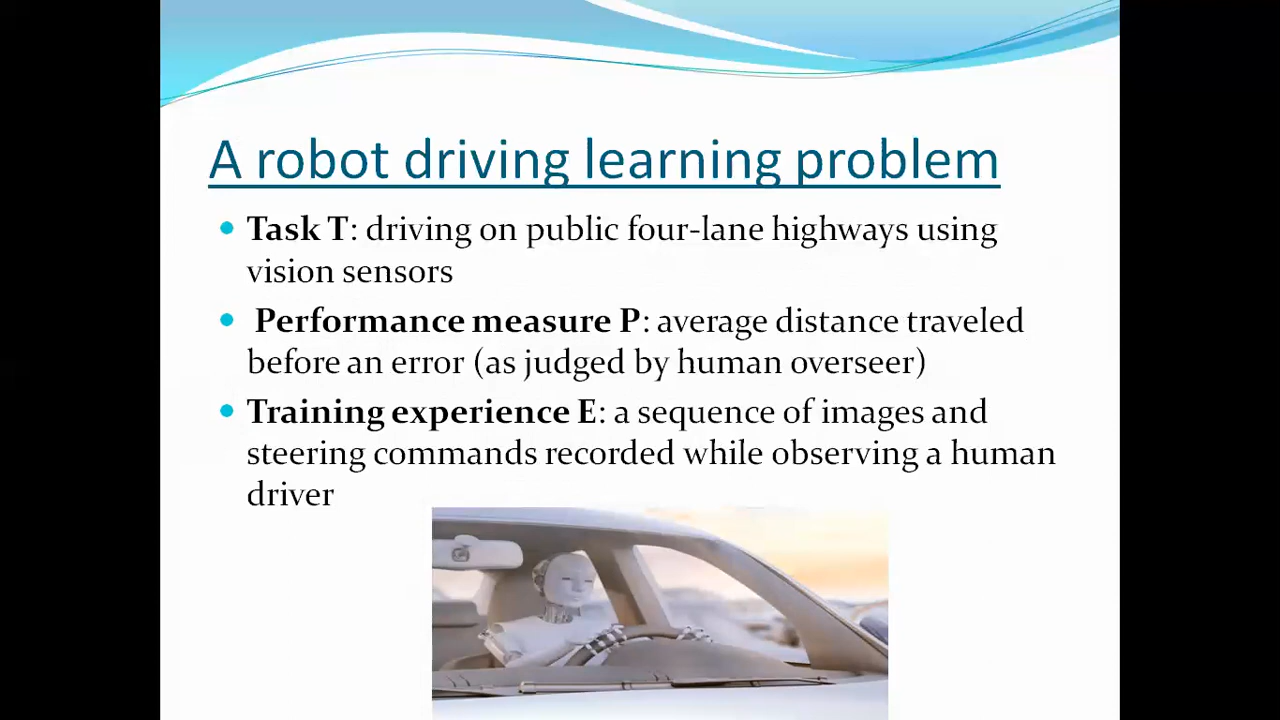 A robot driving learning problem
• Task T: driving on public four-lane highways using
vision sensors
• Performance measure P: average distance traveled
before an error (as judged by human overseer)
• Training experience E: a sequence of images and
steering commands recorded while observing a human
driver